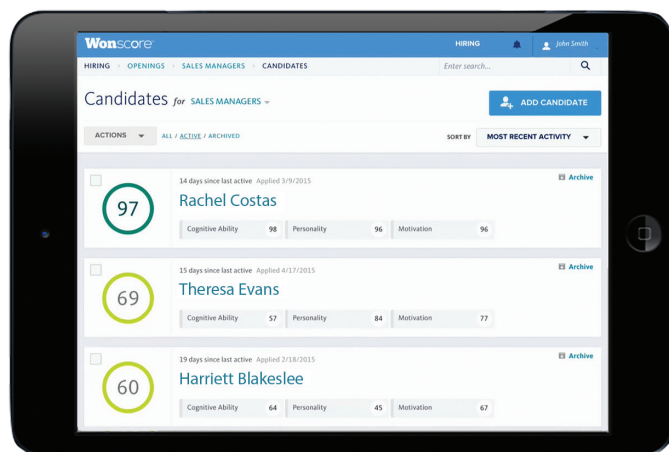 Wonscore HIRING John Smith
HIRING OPENINGS SALES MANAGERS CANDIDATES Enter search...
Candidates for SALES MANAGERS ADD CANDIDATE
ACTIONS ALL / ACTIVE / ARCHIVED SORT BY MOST RECENT ACTIVITY
14 days since last active Applied 3/9/2015 Archive
97 Rachel Costas
Cognitive Ability 98 Personality 96 Motivation 96
15 days since last active Applied 4/17/2015 Archive
69 Theresa Evans
Cognitive Ability 57 Personality 84 Motivation 77
19 days since last active Applied 2/18/2015 Archive
60 Harriett Blakeslee
Cognitive Ability 64 Personality 45 Motivation 67